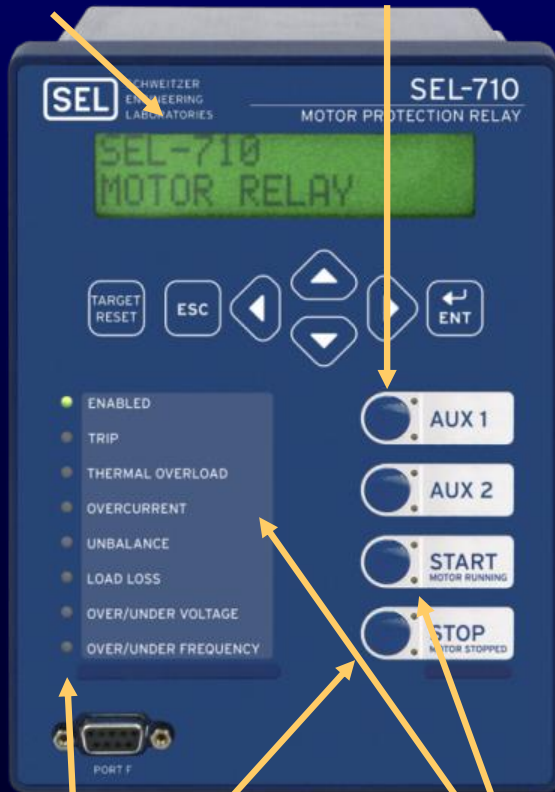 SEL
SCHWEITZER
ENGINEERING
LABORATORIES
SEL-710
MOTOR PROTECTION RELAY
SEL-710
MOTOR RELAY
TARGET
RESET
ESC
ENT
ENABLED
TRIP
THERMAL OVERLOAD
OVERCURRENT
UNBALANCE
LOAD LOSS
OVER/UNDER VOLTAGE
OVER/UNDER FREQUENCY
AUX 1
AUX 2
START
MOTOR RUNNING
STOP
MOTOR STOPPED
PORT F